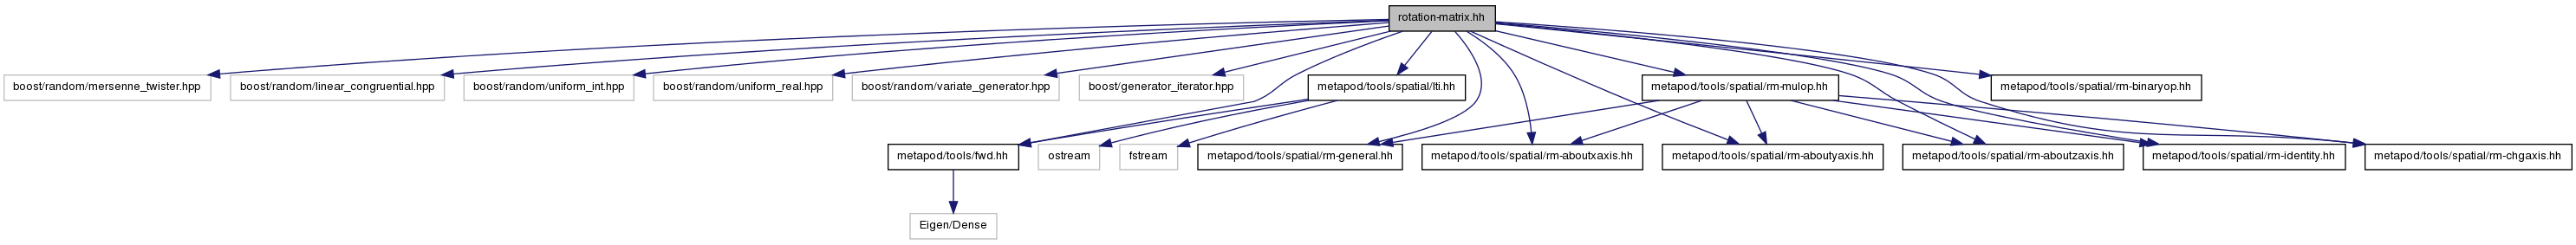 rotation-matrix.hh
boost/random/mersenne_twister.hpp
boost/random/linear_congruential.hpp
boost/random/uniform_int.hpp
boost/random/uniform_real.hpp
boost/random/variate_generator.hpp
boost/generator_iterator.hpp
metapod/tools/spatial/lti.hh
metapod/tools/spatial/rm-mulop.hh
metapod/tools/spatial/rm-binaryop.hh
metapod/tools/fwd.hh
ostream
fstream
metapod/tools/spatial/rm-general.hh
metapod/tools/spatial/rm-aboutxaxis.hh
metapod/tools/spatial/rm-aboutyaxis.hh
metapod/tools/spatial/rm-aboutzaxis.hh
metapod/tools/spatial/rm-identity.hh
metapod/tools/spatial/rm-chgaxis.hh
Eigen/Dense